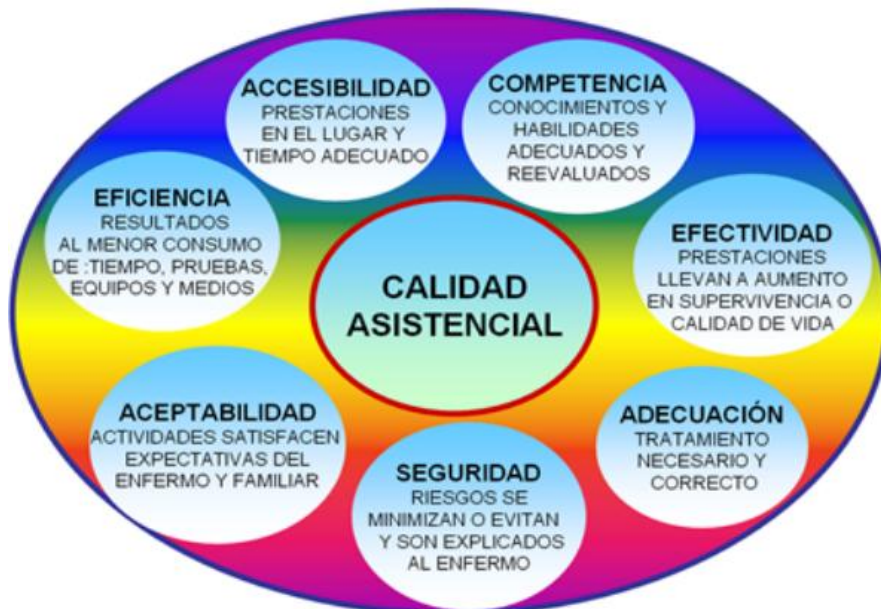 ACCESIBILIDAD
PRESTACIONES
EN EL LUGAR Y
TIEMPO ADECUADO
COMPETENCIA
CONOCIMIENTOS Y
HABILIDADES
ADECUADOS Y
REEVALUADOS
EFICIENCIA
RESULTADOS
AL MENOR CONSUMO
DE :TIEMPO, PRUEBAS,
EQUIPOS Y MEDIOS
CALIDAD
ASISTENCIAL
EFECTIVIDAD
PRESTACIONES
LLEVAN A AUMENTO
EN SUPERVIVENCIA O
CALIDAD DE VIDA
ACEPTABILIDAD
ACTIVIDADES SATISFACEN
EXPECTATIVAS DEL
ENFERMO Y FAMILIAR
SEGURIDAD
RIESGOS SE
MINIMIZAN O EVITAN
Y SON EXPLICADOS
AL ENFERMO
ADECUACIÓN
TRATAMIENTO
NECESARIO Y
CORRECTO